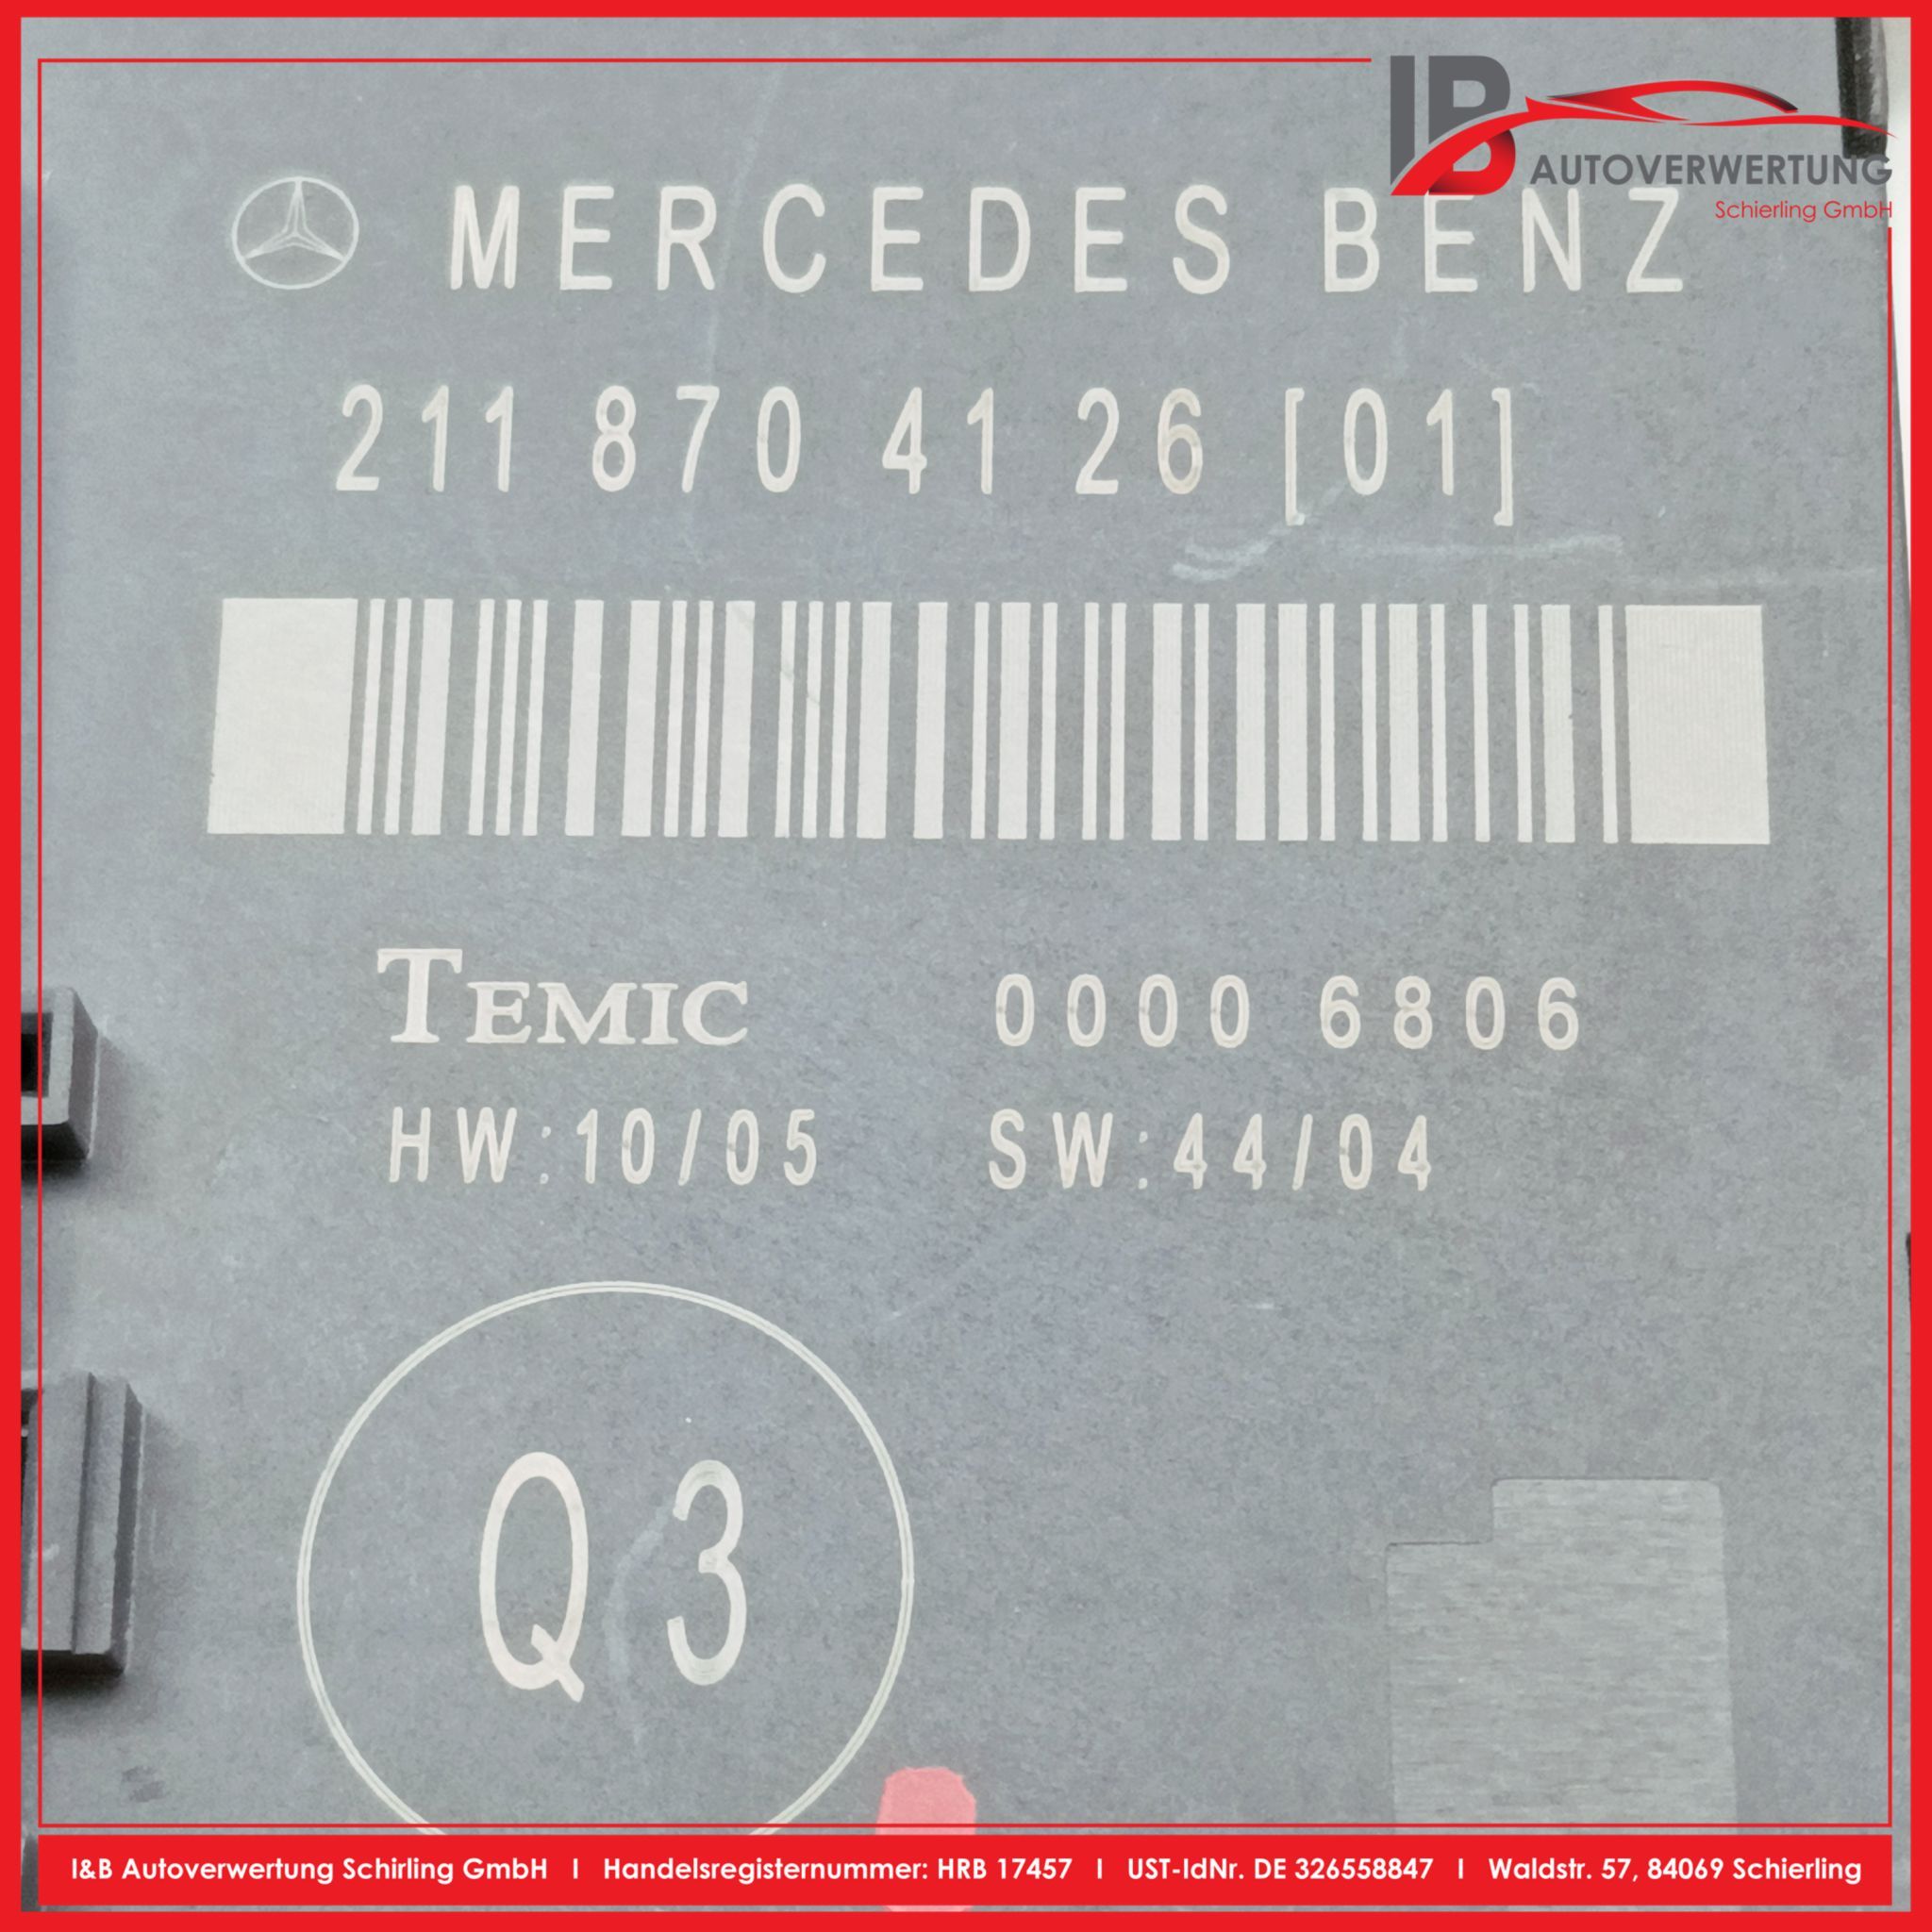 IB
AUTOVERWERTUNG
Schierling GmbH
MERCEDES BENZ
211 870 41 26 [01]
TEMIC 0000 6806
HW:10/05 SW:44/04
Q3
I&B Autoverwertung Schirling GmbH I Handelsregisternummer: HRB 17457 I UST-IdNr. DE 326558847 I Waldstr. 57, 84069 Schierling